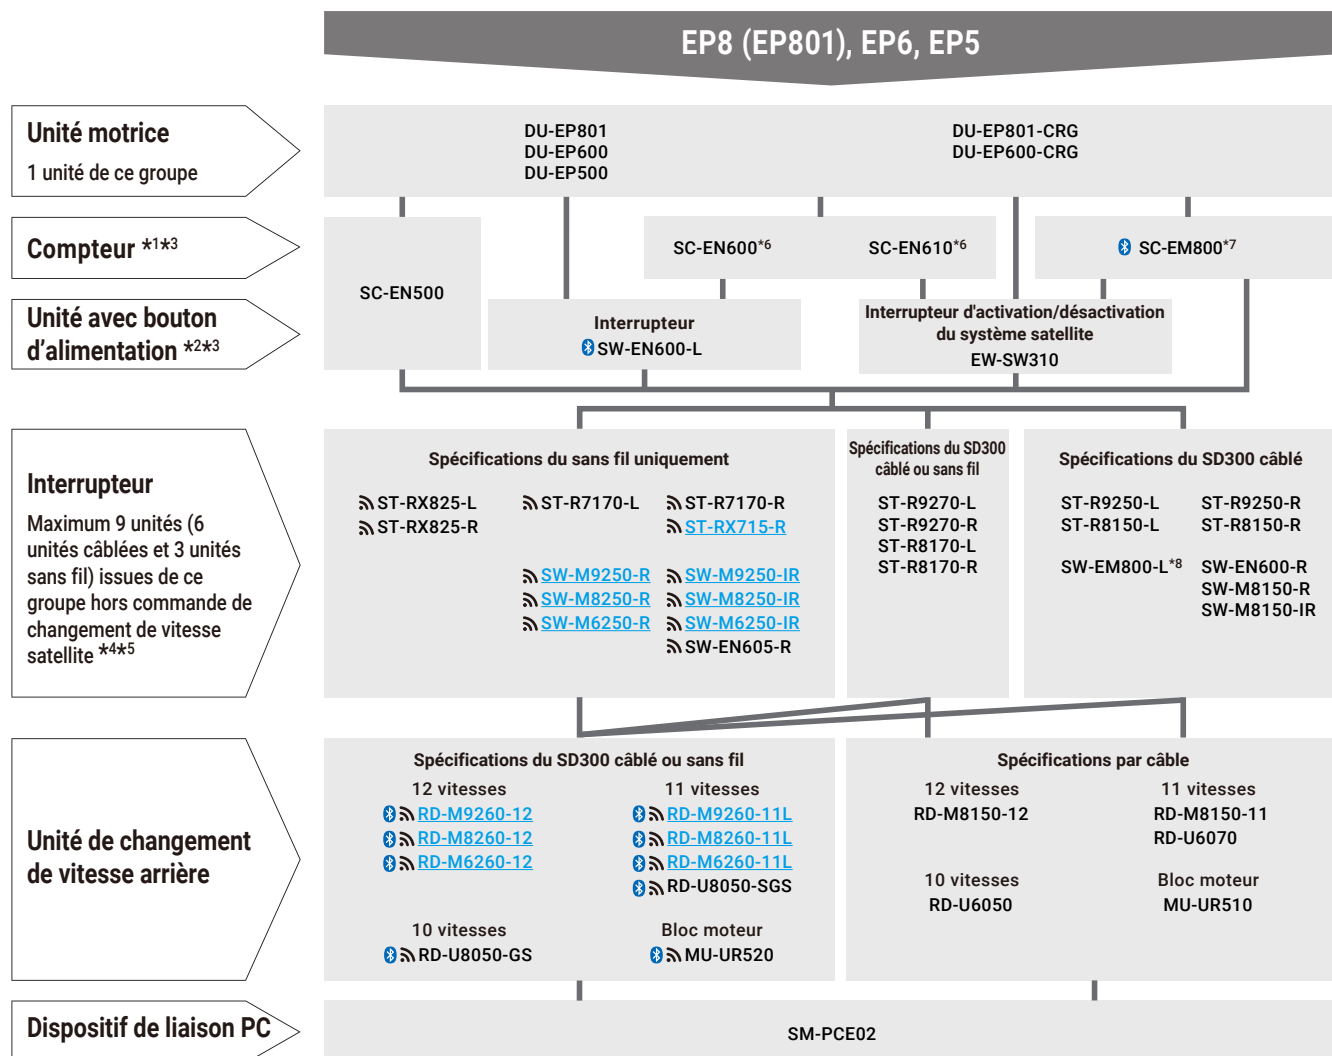 EP8 (EP801), EP6, EP5
Unité motrice
1 unité de ce groupe
DU-EP801
DU-EP600
DU-EP500
DU-EP801-CRG
DU-EP600-CRG
Compteur *1*3
SC-EN500
SC-EN600*6
SC-EN610*6
SC-EM800*7
Unité avec bouton
d'alimentation *2*3
Interrupteur
SW-EN600-L
Interrupteur d'activation/désactivation
du système satellite
EW-SW310
Interrupteur
Maximum 9 unités (6
unités câblées et 3 unités
sans fil) issues de ce
groupe hors commande de
changement de vitesse
satellite *4*5
Spécifications du sans fil uniquement
ST-RX825-L
ST-RX825-R
ST-R7170-L
ST-R7170-R
ST-RX715-R
SW-M9250-R
SW-M8250-R
SW-M6250-R
SW-M9250-IR
SW-M8250-IR
SW-M6250-IR
SW-EN605-R
Spécifications du SD300
câblé ou sans fil
ST-R9270-L
ST-R9270-R
ST-R8170-L
ST-R8170-R
Spécifications du SD300 câblé
ST-R9250-L
ST-R8150-L
ST-R9250-R
ST-R8150-R
SW-EM800-L*8
SW-EN600-R
SW-M8150-R
SW-M8150-IR
Unité de changement
de vitesse arrière
Spécifications du SD300 câblé ou sans fil
12 vitesses
RD-M9260-12
RD-M8260-12
RD-M6260-12
11 vitesses
RD-M9260-11L
RD-M8260-11L
RD-M6260-11L
RD-U8050-SGS
10 vitesses
RD-U8050-GS
Bloc moteur
MU-UR520
Spécifications par câble
12 vitesses
RD-M8150-12
11 vitesses
RD-M8150-11
RD-U6070
10 vitesses
RD-U6050
Bloc moteur
MU-UR510
Dispositif de liaison PC
SM-PCE02